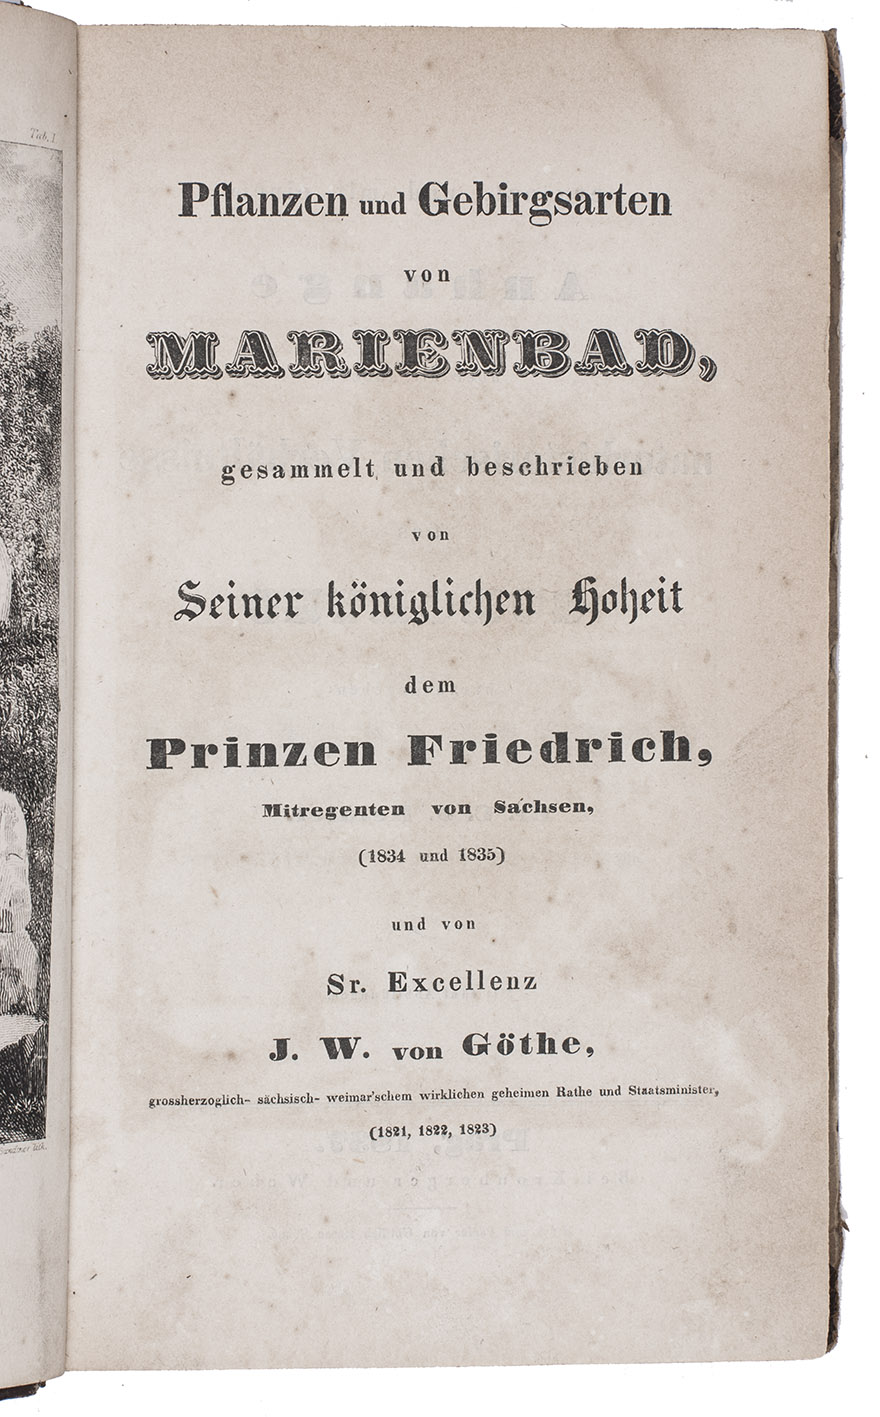 Tab. I
Pflanzen und Gebirgsarten
von
MARIENBAD,
gesammelt und beschrieben
von
Seiner königlichen Hoheit
dem
Prinzen Friedrich,
Mitregenten von Sachsen,
(1834 und 1835)
und von
Sr. Excellenz
J. W. von Göthe,
grossherzoglich- sächsisch- weimar'schem wirklichen geheimen Rathe und Staatsminister,
(1821, 1822, 1823)